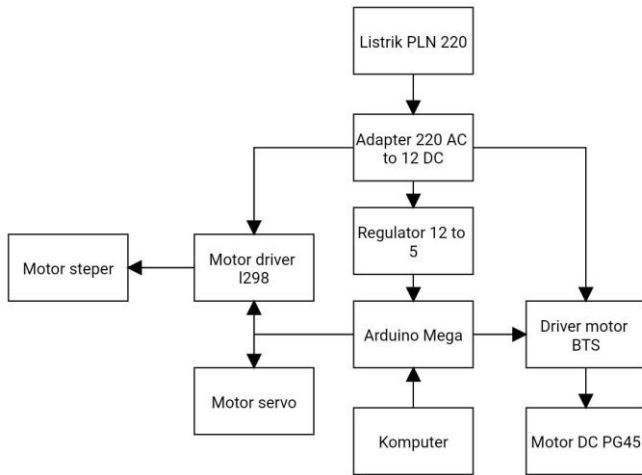 Listrik PLN 220
Adapter 220 AC
to 12 DC
Regulator 12 to
5
Motor steper
Motor driver
l298
Arduino Mega
Driver motor
BTS
Motor servo
Komputer
Motor DC PG45